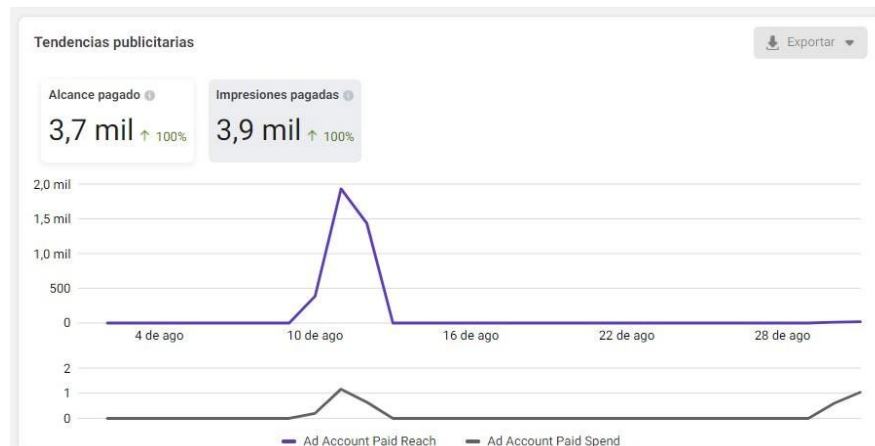 Tendencias publicitarias
Exportar
Alcance pagado
Impresiones pagadas
3,7 mil ↑ 100%
3,9 mil ↑ 100%
2,0 mil
1,5 mil
1,0 mil
500
0
4 de ago 10 de ago 16 de ago 22 de ago 28 de ago
2
1
0
Ad Account Paid Reach Ad Account Paid Spend